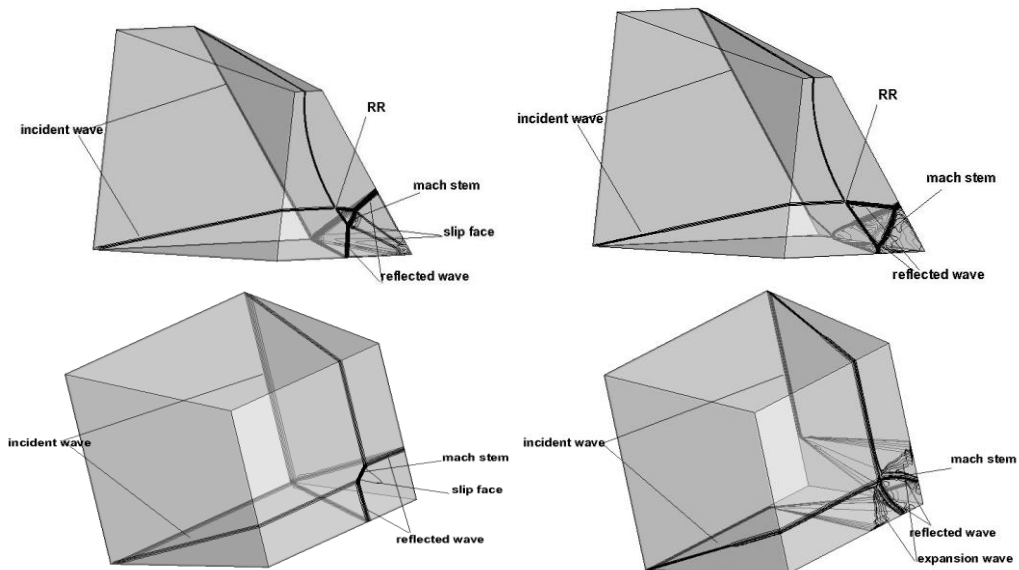 RR
incident wave
mach stem
slip face
reflected wave
RR
incident wave
mach stem
reflected wave
incident wave
mach stem
slip face
reflected wave
incident wave
mach stem
reflected wave
expansion wave